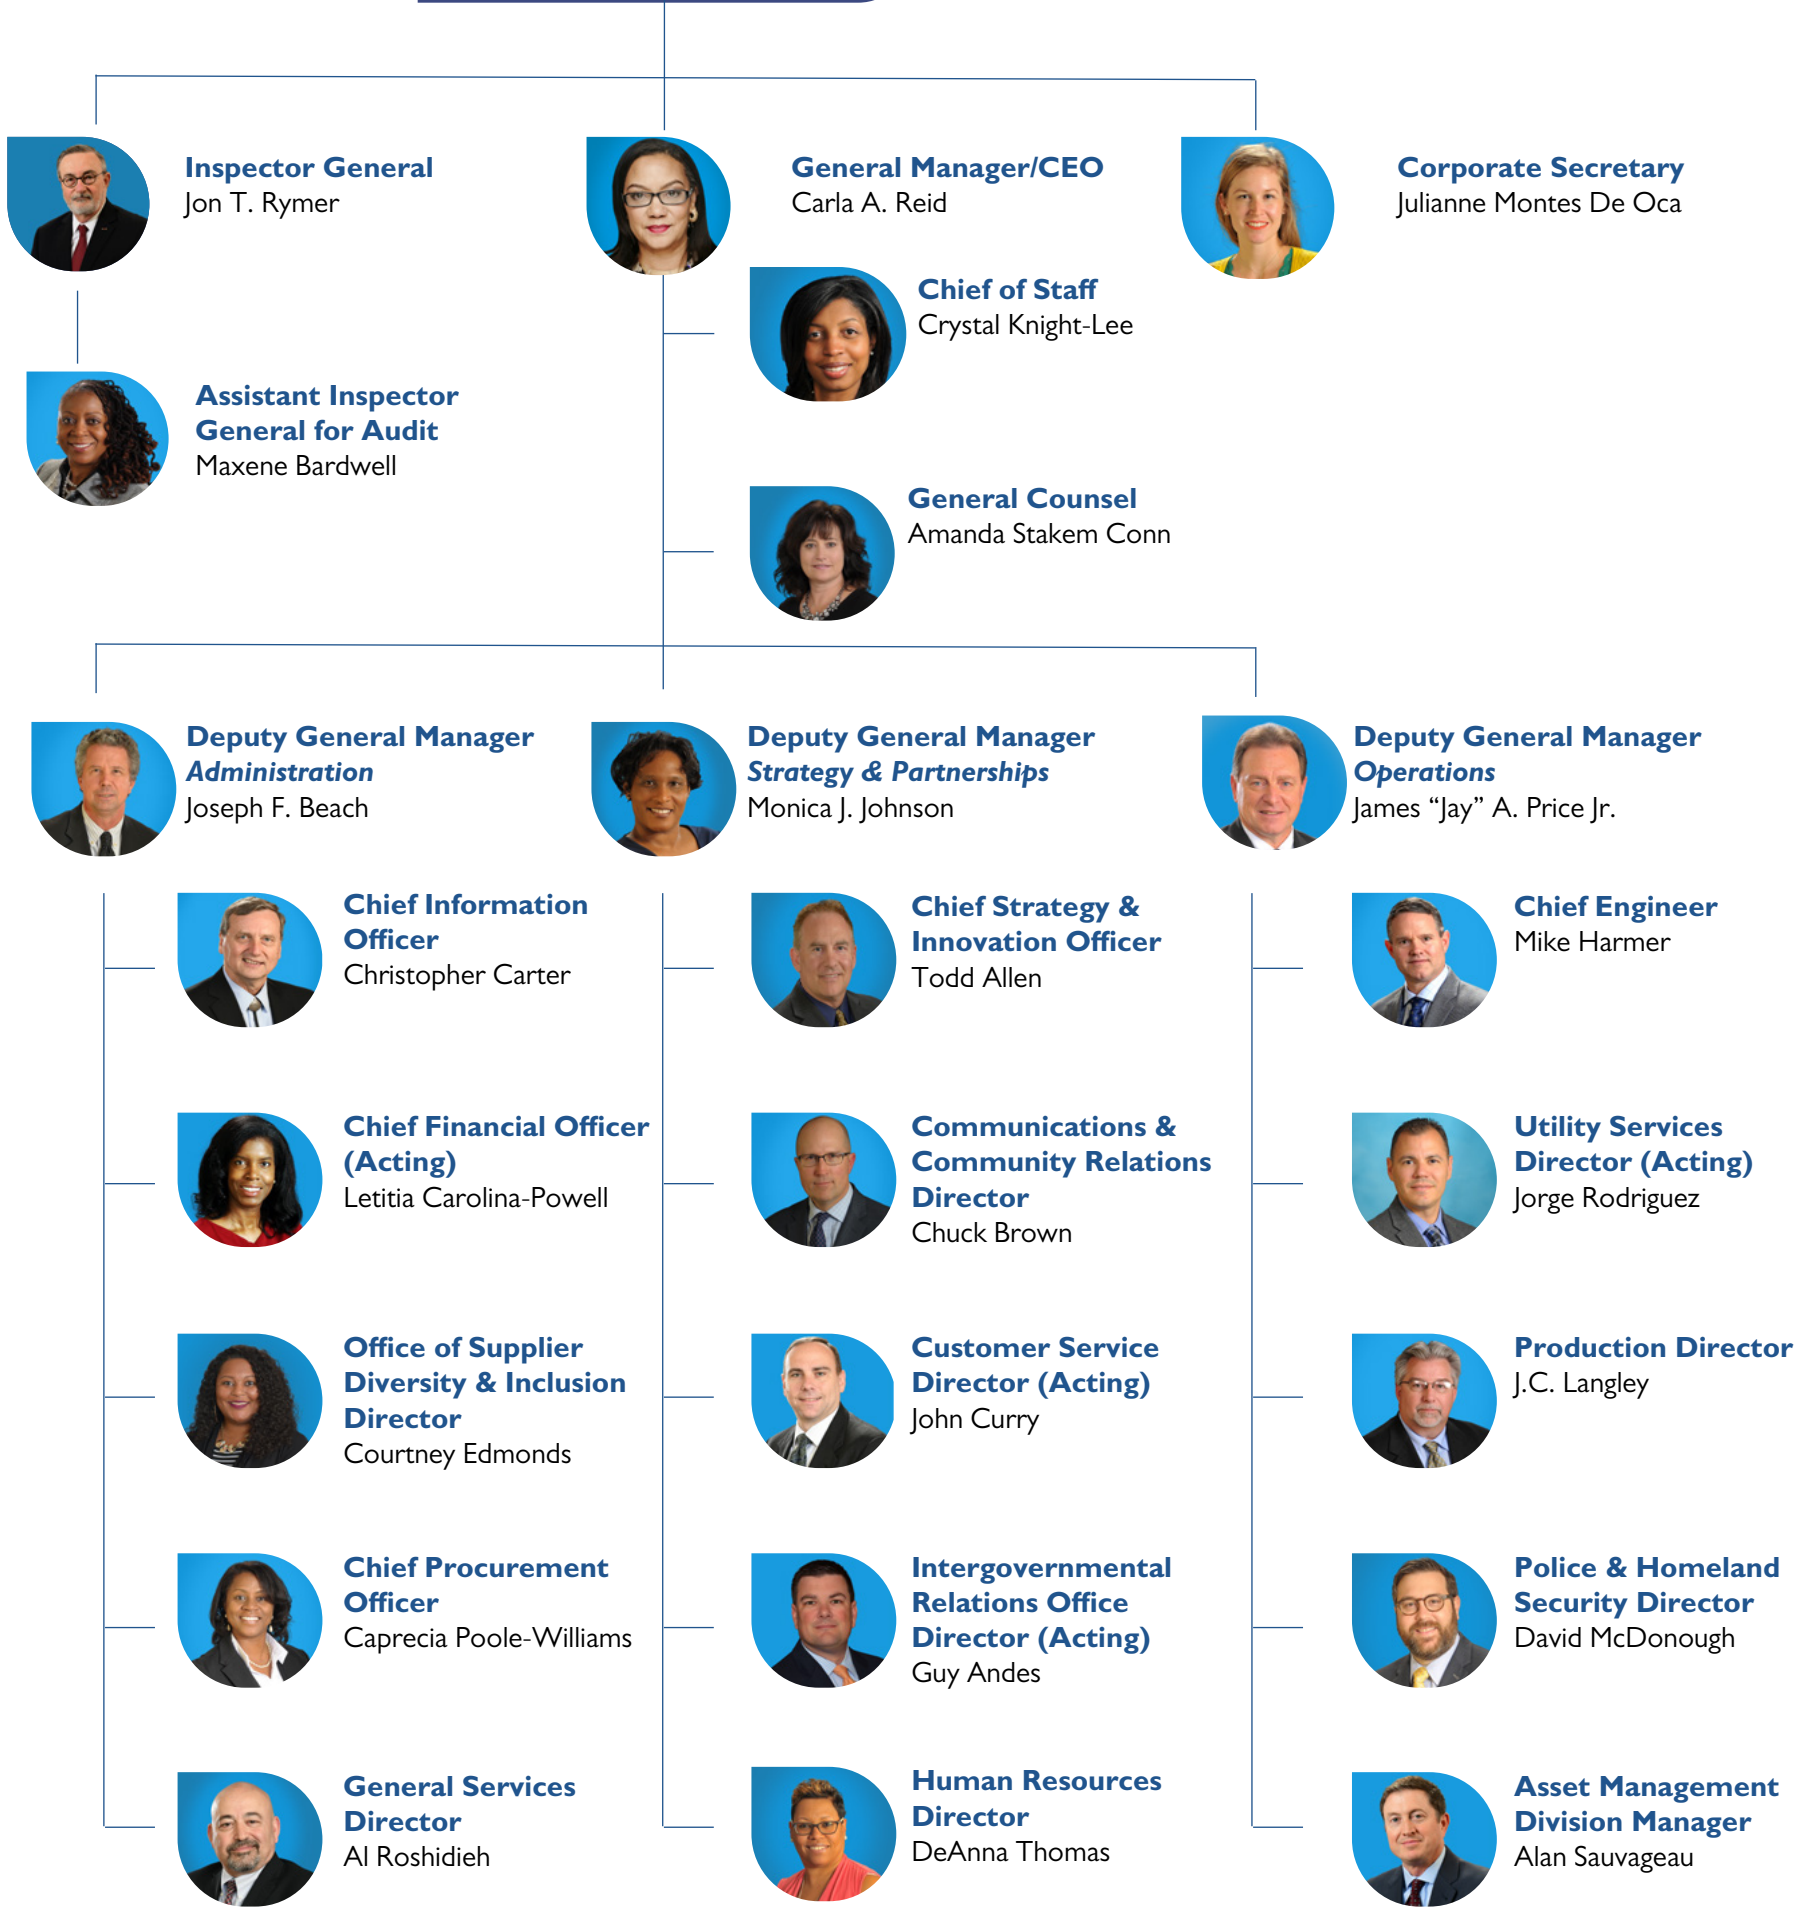 Inspector General
Jon T. Rymer
General Manager/CEO
Carla A. Reid
Corporate Secretary
Julianne Montes De Oca
Chief of Staff
Crystal Knight-Lee
Assistant Inspector
General for Audit
Maxene Bardwell
General Counsel
Amanda Stakem Conn
Deputy General Manager
Administration
Joseph F. Beach
Deputy General Manager
Strategy & Partnerships
Monica J. Johnson
Deputy General Manager
Operations
James “Jay” A. Price Jr.
Chief Information
Officer
Christopher Carter
Chief Strategy &
Innovation Officer
Todd Allen
Chief Engineer
Mike Harmer
Chief Financial Officer
(Acting)
Letitia Carolina-Powell
Communications &
Community Relations
Director
Chuck Brown
Utility Services
Director (Acting)
Jorge Rodriguez
Office of Supplier
Diversity & Inclusion
Director
Courtney Edmonds
Customer Service
Director (Acting)
John Curry
Production Director
J.C. Langley
Chief Procurement
Officer
Caprecia Poole-Williams
Intergovernmental
Relations Office
Director (Acting)
Guy Andes
Police & Homeland
Security Director
David McDonough
General Services
Director
Al Roshidieh
Human Resources
Director
DeAnna Thomas
Asset Management
Division Manager
Alan Sauvageau